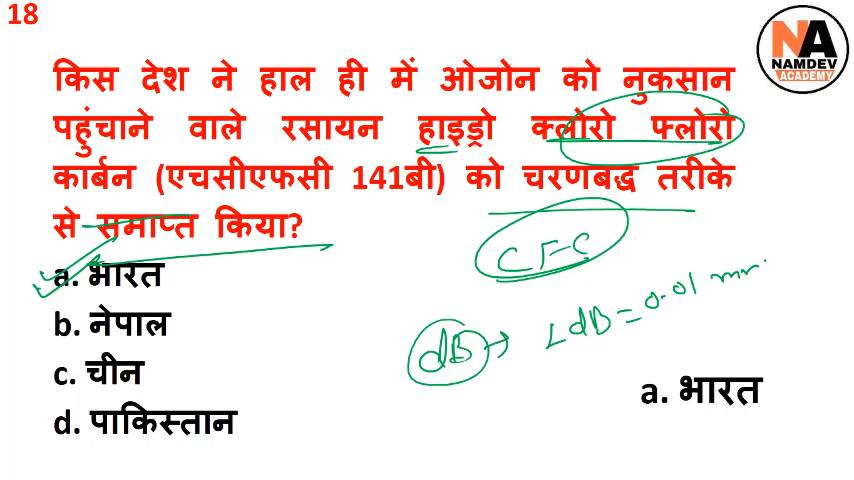 18
NA
NAMDEV
ACADEMY
किस देश ने हाल ही में ओजोन को नुकसान
पहुंचाने वाले रसायन हाइड्रो क्लोरो फ्लोरो
कार्बन (एचसीएफसी 141बी) को चरणबद्ध तरीके
से समाप्त किया?
a. भारत
b. नेपाल
c. चीन
d. पाकिस्तान
CFC
dB → 1dB = 0.01 mm
a. भारत